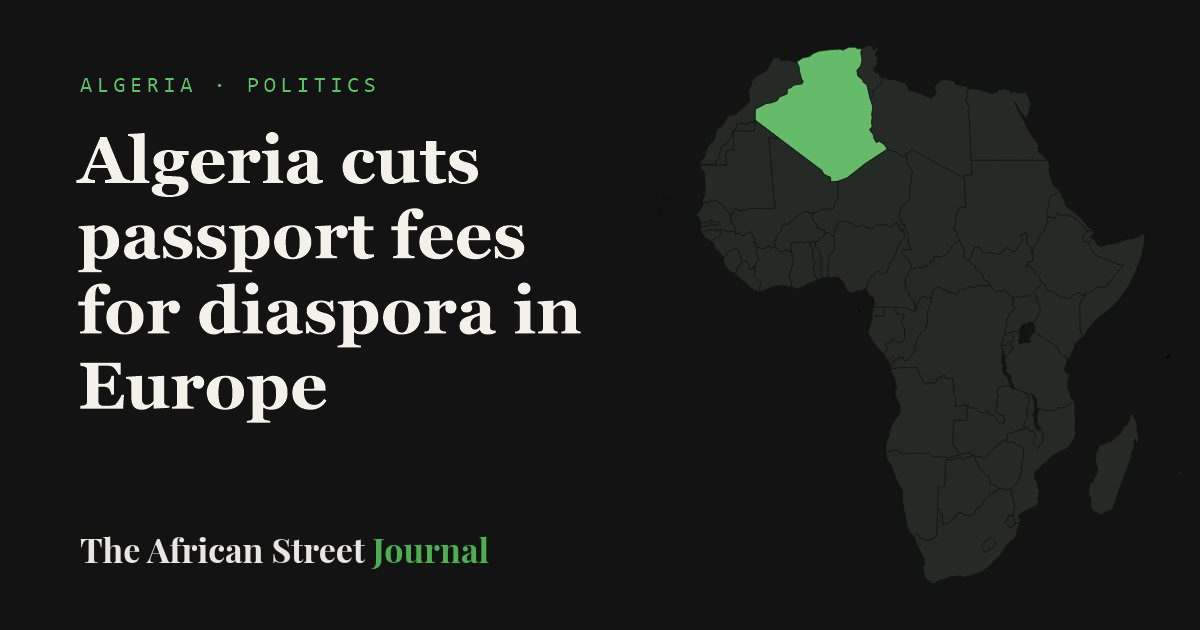 ALGERIA · POLITICS
Algeria cuts
passport fees
for diaspora in
Europe
The African Street Journal